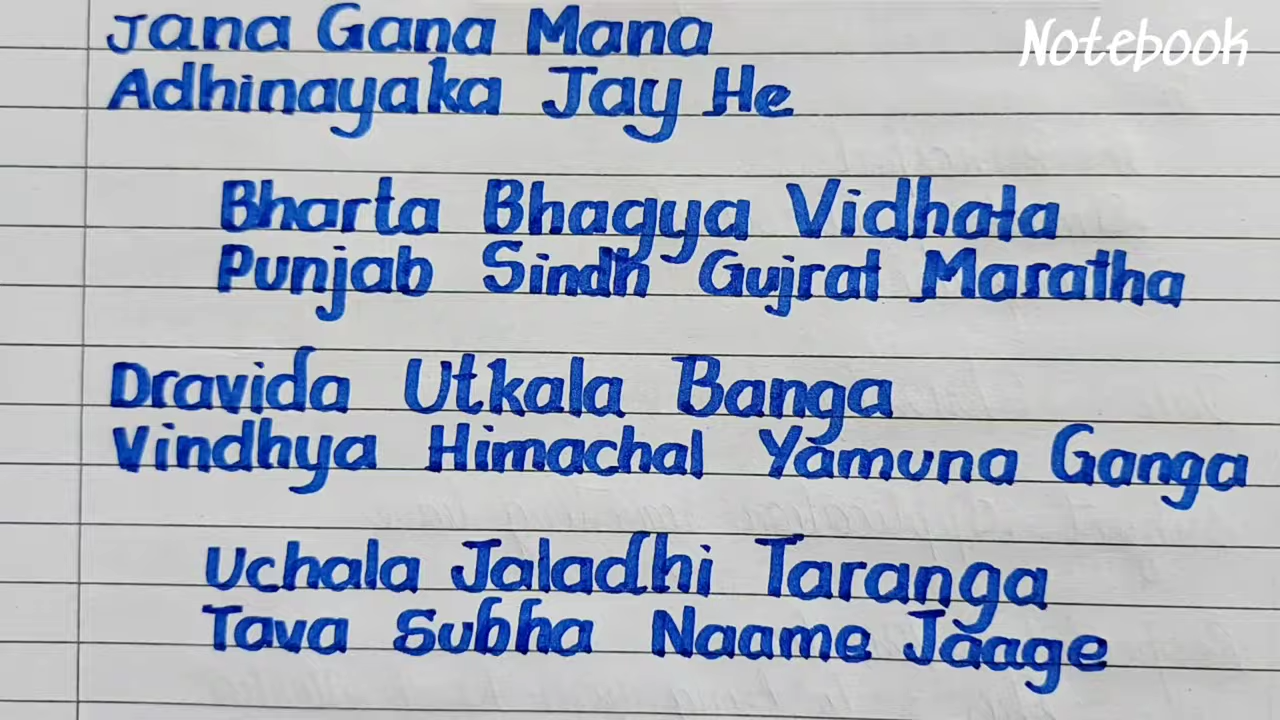 Notebook
Jana Gana Mana
Adhinayaka Jay He
Bharta Bhagya Vidhata
Punjab Sindh Gujrat Maratha
Dravida Utkala Banga
Vindhya Himachal Yamuna Ganga
Uchala Jaladhi Taranga
Tava Subha Naame Jaage